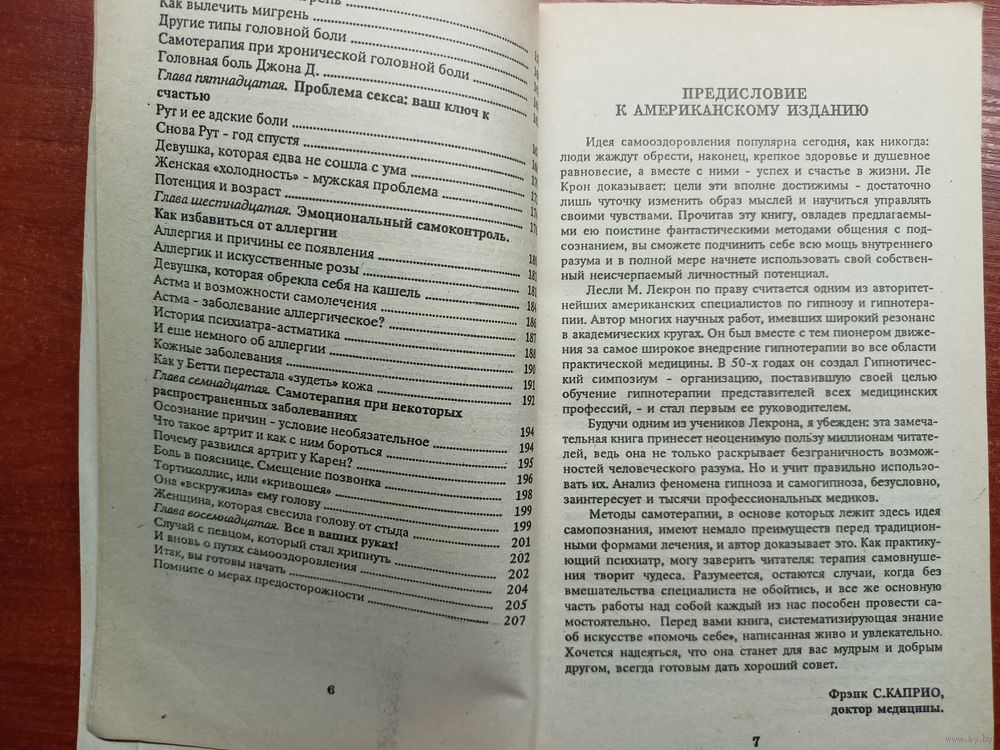 Как вылечить мигрень
Другие типы головной боли
Самотерапия при хронической головной боли
Головная боль Джона Д.
Глава пятнадцатая. Проблема секса: ваш ключ к
счастью
Рут и ее адские боли
Снова Рут - год спустя
Девушка, которая едва не сошла с ума
Женская «холодность» - мужская проблема
Потенция и возраст
Глава шестнадцатая. Эмоциональный самоконтроль.
Как избавиться от аллергии
Аллергия и причины ее появления 180
Аллергик и искусственные розы 181
Девушка, которая обрекла себя на кашель 183
Астма и возможности самолечения 184
Астма - заболевание аллергическое? 186
История психиатра-астматика 187
И еще немного об аллергии 188
Кожные заболевания 190
Как у Бетти перестала «зудеть» кожа 191
Глава семнадцатая. Самотерапия при некоторых 192
распространенных заболеваниях
Осознание причин - условие необязательное 194
Что такое артрит и как с ним бороться 194
Почему развился артрит у Карен? 195
Боль в пояснице. Смещение позвонка 196
Тортиколлис, или «кривошея» 198
Она «вскружила» ему голову 199
Женщина, которая свесила голову от стыда 199
Глава восемнадцатая. Все в ваших руках! 201
Случай с певцом, который стал хрипнуть 202
И вновь о путях самооздоровления 202
Итак, вы готовы начать 204
Помните о мерах предосторожности 205
207
6
ПРЕДИСЛОВИЕ
К АМЕРИКАНСКОМУ ИЗДАНИЮ
Идея самооздоровления популярна сегодня, как никогда:
люди жаждут обрести, наконец, крепкое здоровье и душевное
равновесие, а вместе с ними - успех и счастье в жизни. Ле
Крон доказывает: цели эти вполне достижимы - достаточно
лишь чуточку изменить образ мыслей и научиться управлять
своими чувствами. Прочитав эту книгу, овладев предлагаемы-
ми ею поистине фантастическими методами общения с под-
сознанием, вы сможете подчинить себе всю мощь внутреннего
разума и в полной мере начнете использовать свой собствен-
ный неисчерпаемый личностный потенциал.
Лесли М. Лекрон по праву считается одним из авторитет-
нейших американских специалистов по гипнозу и гипнотера-
пии. Автор многих научных работ, имевших широкий резонанс
в академических кругах. Он был вместе с тем пионером движе-
ния за самое широкое внедрение гипнотерапии во все области
практической медицины. В 50-х годах он создал Гипнотичес-
кий симпозиум - организацию, поставившую своей целью
обучение гипнотерапии представителей всех медицинских
профессий, - и стал первым ее руководителем.
Будучи одним из учеников Лекрона, я убежден: эта замеча-
тельная книга принесет неоценимую пользу миллионам читате-
лей, ведь она не только раскрывает безграничность возмож-
ностей человеческого разума. Но и учит правильно использо-
вать их. Анализ феномена гипноза и самогипноза, безусловно,
заинтересует и тысячи профессиональных медиков.
Методы самотерапии, в основе которых лежит здесь идея
самопознания, имеют немало преимуществ перед традицион-
ными формами лечения, и автор доказывает это. Как практику-
ющий психиатр, могу заверить читателя: терапия самовнуше-
ния творит чудеса. Разумеется, остаются случаи, когда без
вмешательства специалиста не обойтись, и все же основную
часть работы над собой каждый из нас пособен провести са-
мостоятельно. Перед вами книга, систематизирующая знание
об искусстве «помочь себе», написанная живо и увлекательно.
Хочется надеяться, что она станет для вас мудрым и добрым
другом, всегда готовым дать хороший совет.
Фрэнк С.КАПРИО,
доктор медицины.
7
www.ay.by